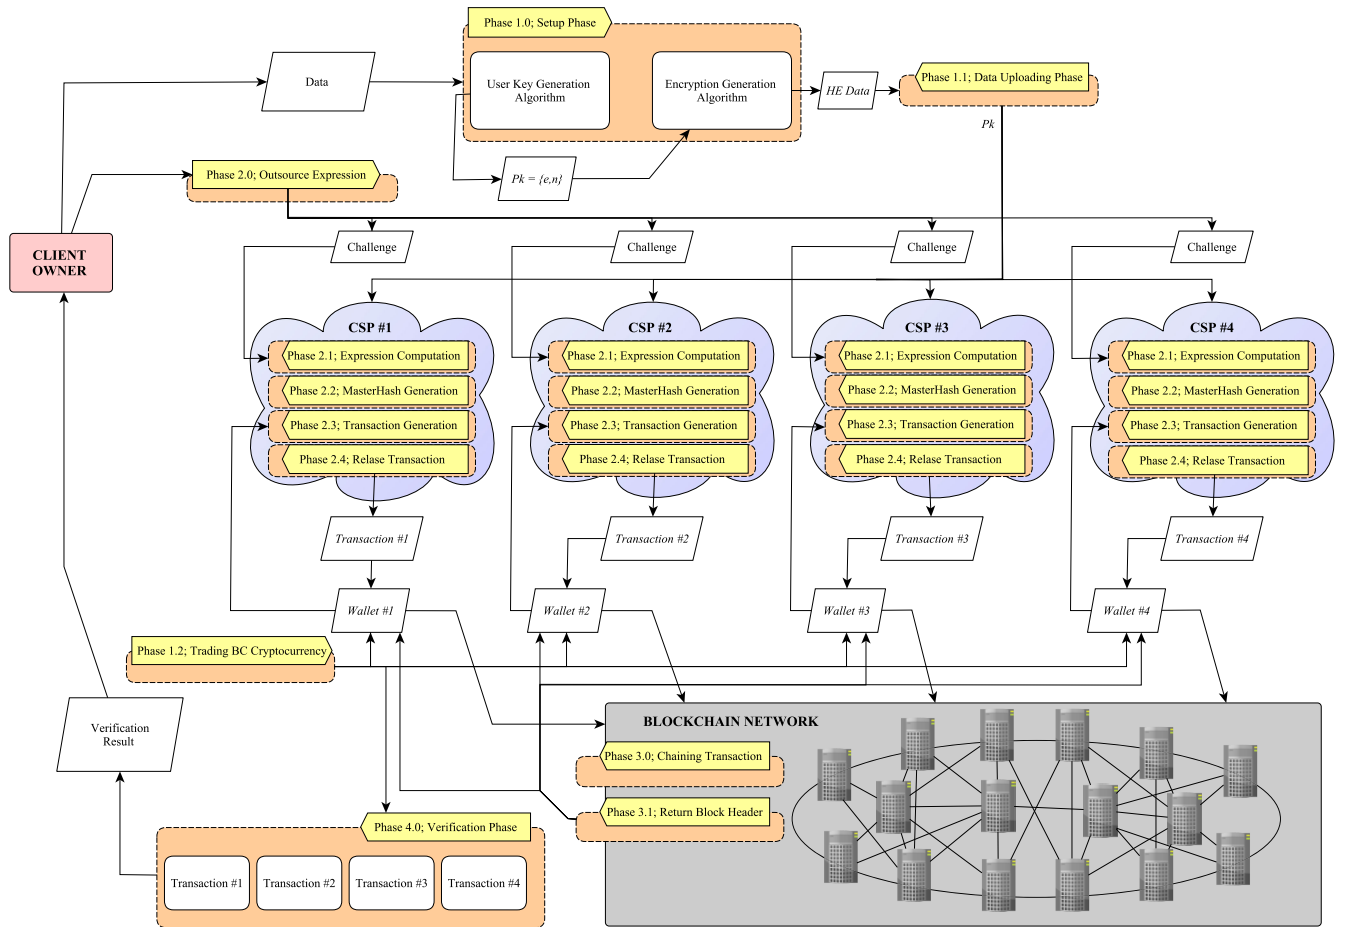 Phase 1.0; Setup Phase
User Key Generation
Algorithm
Encryption Generation
Algorithm
Data
HE Data
Phase 1.1; Data Uploading Phase
Pk
Pk = {e,n}
Phase 2.0; Outsource Expression
CLIENT
OWNER
Challenge
Challenge
Challenge
Challenge
CSP #1
Phase 2.1; Expression Computation
Phase 2.2; MasterHash Generation
Phase 2.3; Transaction Generation
Phase 2.4; Relase Transaction
CSP #2
Phase 2.1; Expression Computation
Phase 2.2; MasterHash Generation
Phase 2.3; Transaction Generation
Phase 2.4; Relase Transaction
CSP #3
Phase 2.1; Expression Computation
Phase 2.2; MasterHash Generation
Phase 2.3; Transaction Generation
Phase 2.4; Relase Transaction
CSP #4
Phase 2.1; Expression Computation
Phase 2.2; MasterHash Generation
Phase 2.3; Transaction Generation
Phase 2.4; Relase Transaction
Transaction #1
Transaction #2
Transaction #3
Transaction #4
Wallet #1
Wallet #2
Wallet #3
Wallet #4
Phase 1.2; Trading BC Cryptocurrency
Verification
Result
BLOCKCHAIN NETWORK
Phase 3.0; Chaining Transaction
Phase 3.1; Return Block Header
Phase 4.0; Verification Phase
Transaction #1
Transaction #2
Transaction #3
Transaction #4